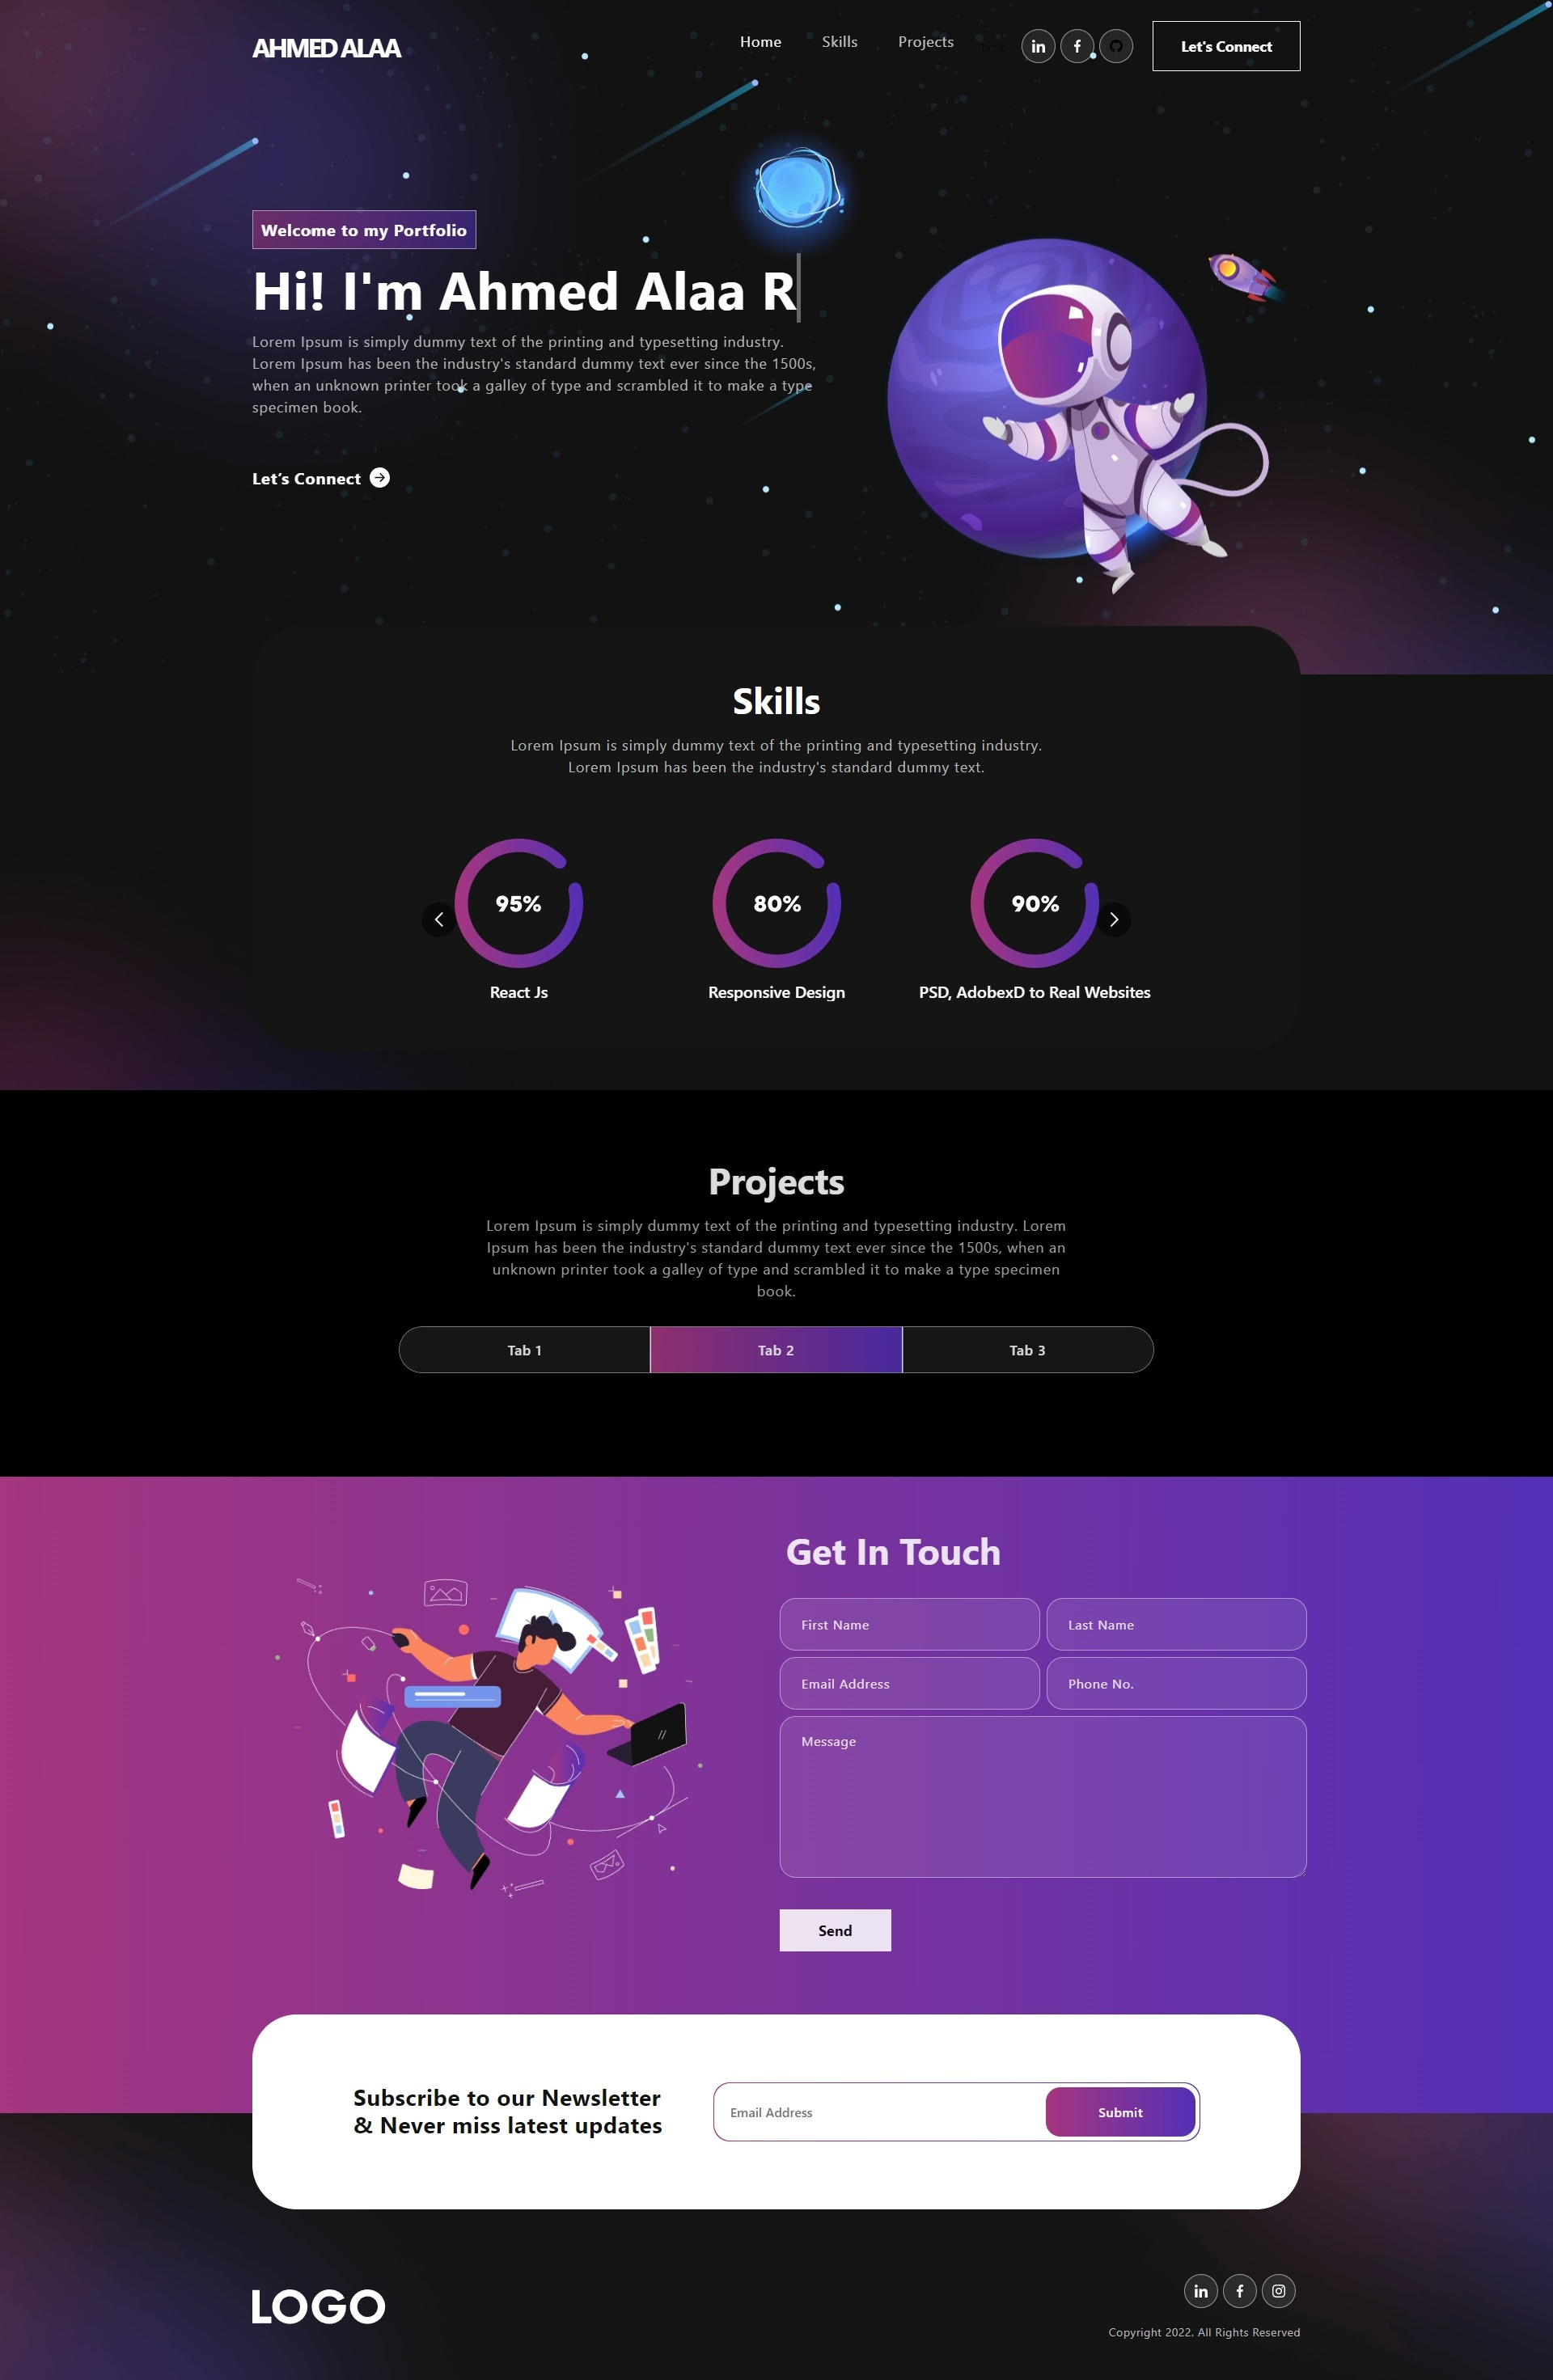 AHMED ALAA
Home Skills Projects
Let's Connect
Welcome to my Portfolio
Hi! I'm Ahmed Alaa R
Lorem Ipsum is simply dummy text of the printing and typesetting industry.
Lorem Ipsum has been the industry's standard dummy text ever since the 1500s,
when an unknown printer took a galley of type and scrambled it to make a type
specimen book.
Let's Connect
Skills
Lorem Ipsum is simply dummy text of the printing and typesetting industry.
Lorem Ipsum has been the industry's standard dummy text.
95% 80% 90%
React Js Responsive Design PSD, AdobexD to Real Websites
Projects
Lorem Ipsum is simply dummy text of the printing and typesetting industry. Lorem
Ipsum has been the industry's standard dummy text ever since the 1500s, when an
unknown printer took a galley of type and scrambled it to make a type specimen
book.
Tab 1 Tab 2 Tab 3
Get In Touch
First Name Last Name
Email Address Phone No.
Message
//
Send
Subscribe to our Newsletter
& Never miss latest updates
Email Address Submit
LOGO
Copyright 2022. All Rights Reserved